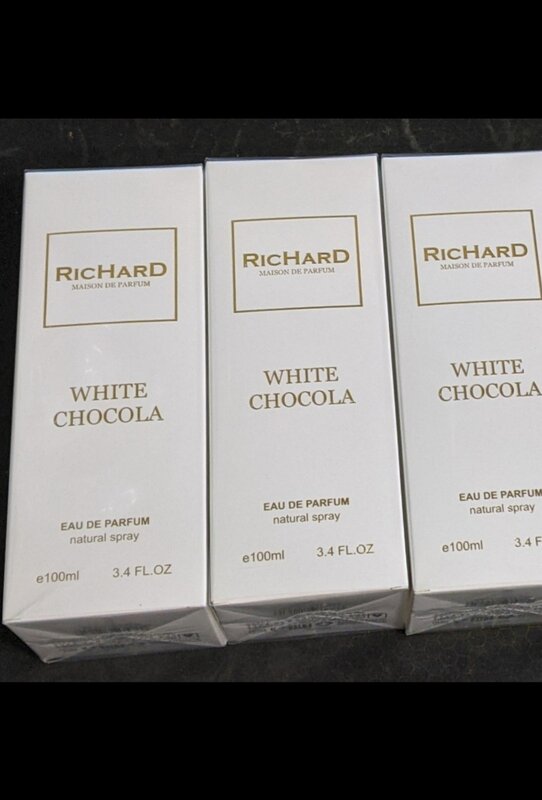 RICHARD
MAISON DE PARFUM
WHITE
CHOCOLA
EAU DE PARFUM
natural spray
e100ml 3.4 FL.OZ
RICHARD
MAISON DE PARFUM
WHITE
CHOCOLA
EAU DE PARFUM
natural spray
e100ml 3.4 FL.OZ
RICHARD
MAISON DE PARFUM
WHITE
CHOCOLA
EAU DE PARFUM
natural spray
e100ml 3.4 F